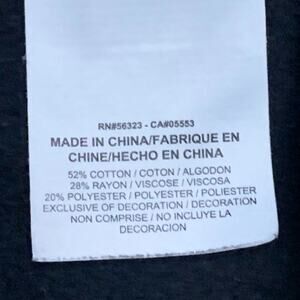 RN#56323 - CA#05553
MADE IN CHINA/FABRIQUE EN
CHINE/HECHO EN CHINA
52% COTTON / COTON / ALGODON
28% RAYON / VISCOSE / VISCOSA
20% POLYESTER / POLYESTER / POLIESTER
EXCLUSIVE OF DECORATION / DECORATION
NON COMPRISE / NO INCLUYE LA
DECORACION